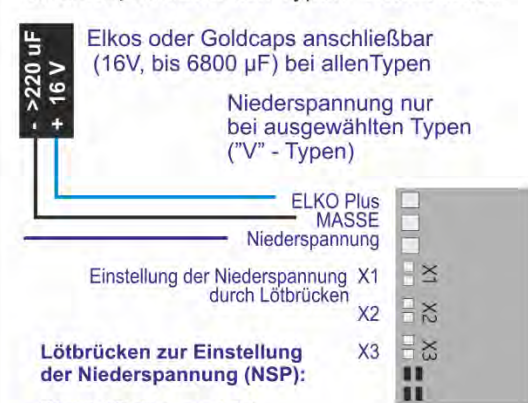 - >220 uF
+ 16 V
Elkos oder Goldcaps anschließbar
(16V, bis 6800 µF) bei allenTypen
Niederspannung nur
bei ausgewählten Typen
("V" - Typen)
ELKO Plus
MASSE
Niederspannung
Einstellung der Niederspannung X1
durch Lötbrücken
X2
X3
X1
X2
X3
Lötbrücken zur Einstellung
der Niederspannung (NSP):